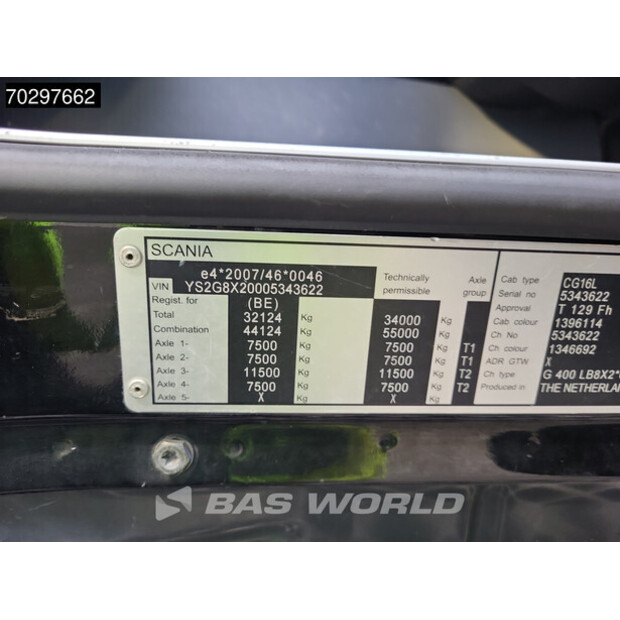 70297662
SCANIA
e4*2007/46*0046
VIN YS2G8X20005343622
Regist. for (BE) Technically permissible Axle group
Total 32124 Kg 34000 Kg
Combination 44124 Kg 55000 Kg
Axle 1- 7500 Kg 7500 Kg T1
Axle 2- 7500 Kg 7500 Kg T1
Axle 3- 11500 Kg 11500 Kg T2
Axle 4- 7500 Kg 7500 Kg T2
Axle 5- X Kg X Kg
Cab type CG16L
Serial no 5343622
Approval T 129 Fh
Cab colour 1396114
Ch No 5343622
Ch colour 1346692
ADR GTW X
Ch type G 400 LB8X2*
Produced in THE NETHERLA
BAS WORLD